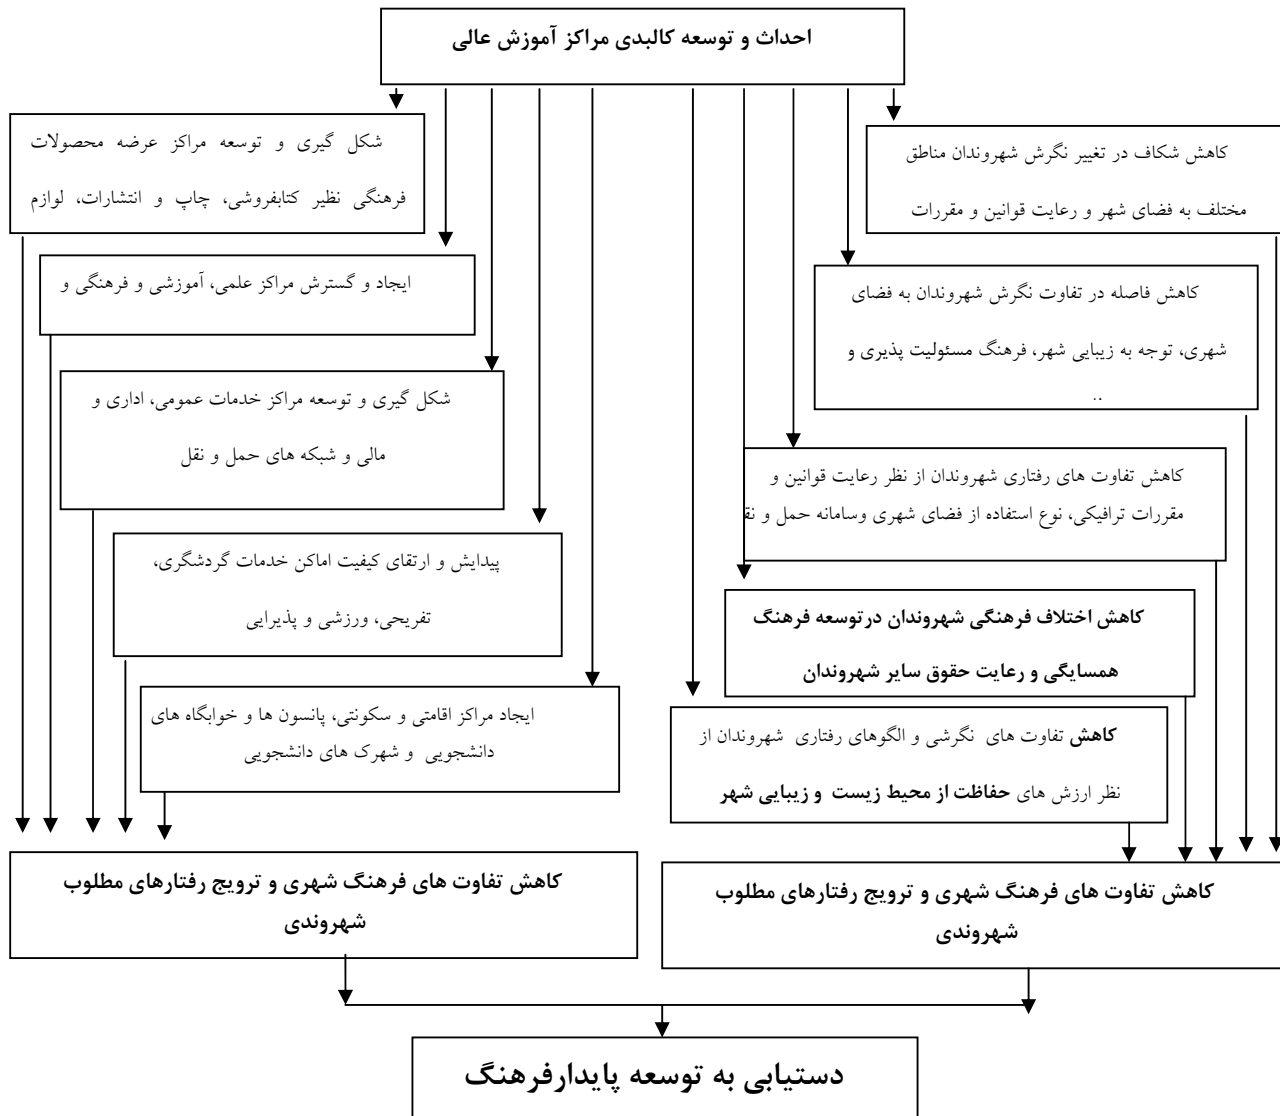 احداث و توسعه کالبدی مراکز آموزش عالی
کاهش شکاف در تغییر نگرش شهروندان مناطق
مختلف به فضای شهر و رعایت قوانین و مقررات
کاهش فاصله در تفاوت نگرش شهروندان به فضای
شهری، توجه به زیبایی شهر، فرهنگ مسئولیت پذیری و
..
کاهش تفاوت های رفتاری شهروندان از نظر رعایت قوانین و
مقررات ترافیکی، نوع استفاده از فضای شهری وسامانه حمل و نق
کاهش اختلاف فرهنگی شهروندان درتوسعه فرهنگ
همسایگی و رعایت حقوق سایر شهروندان
کاهش تفاوت های نگرشی و الگوهای رفتاری شهروندان از
نظر ارزش های حفاظت از محیط زیست و زیبایی شهر
شکل گیری و توسعه مراکز عرضه محصولات
فرهنگی نظیر کتابفروشی، چاپ و انتشارات، لوازم
ایجاد و گسترش مراکز علمی، آموزشی و فرهنگی و
شکل گیری و توسعه مراکز خدمات عمومی، اداری و
مالی و شبکه های حمل و نقل
پیدایش و ارتقای کیفیت اماکن خدمات گردشگری،
تفریحی، ورزشی و پذیرایی
ایجاد مراکز اقامتی و سکونتی، پانسون ها و خوابگاه های
دانشجویی و شهرک های دانشجویی
کاهش تفاوت های فرهنگ شهری و ترویج رفتارهای مطلوب
شهروندی
کاهش تفاوت های فرهنگ شهری و ترویج رفتارهای مطلوب
شهروندی
دستیابی به توسعه پایدارفرهنگ